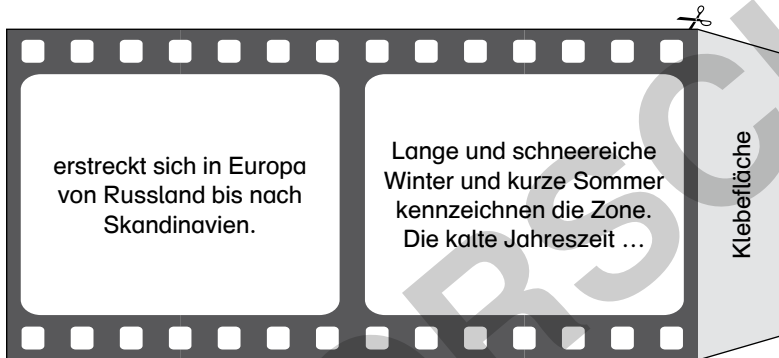 erstreckt sich in Europa
von Russland bis nach
Skandinavien.
Lange und schneereiche
Winter und kurze Sommer
kennzeichnen die Zone.
Die kalte Jahreszeit …
Klebefläche